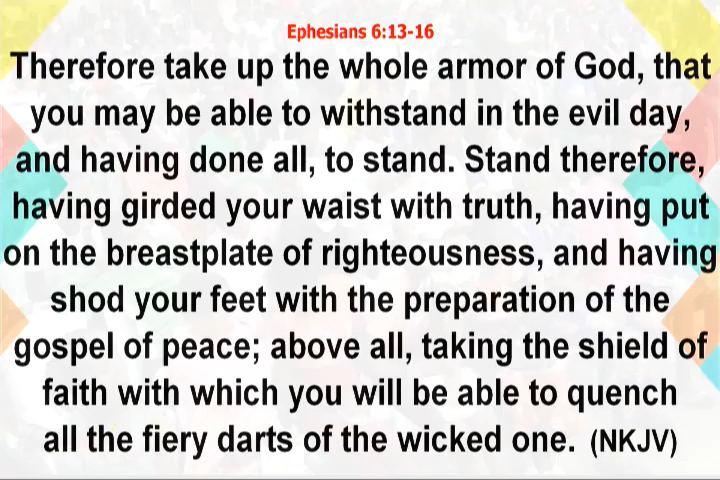 Ephesians 6:13-16
Therefore take up the whole armor of God, that
you may be able to withstand in the evil day,
and having done all, to stand. Stand therefore,
having girded your waist with truth, having put
on the breastplate of righteousness, and having
shod your feet with the preparation of the
gospel of peace; above all, taking the shield of
faith with which you will be able to quench
all the fiery darts of the wicked one. (NKJV)